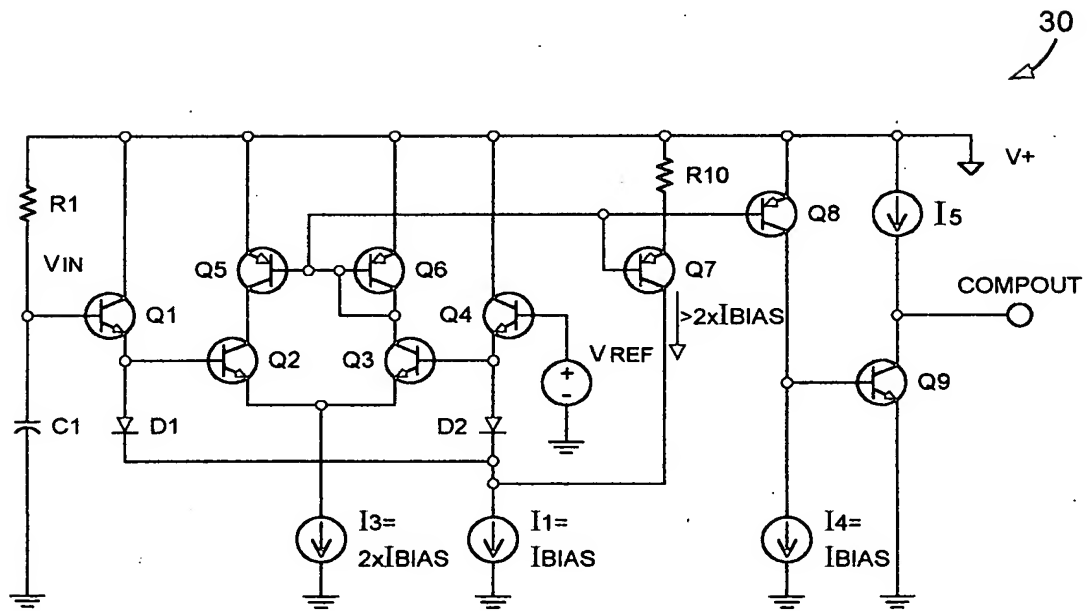 30
V+
R1
R10
Q8
I5
VIN
Q5
Q6
Q7
Q1
Q4
COMPOUT
>2xIBIAS
Q2
Q3
VREF
+
-
Q9
C1
D1
D2
I3=
2xIBIAS
I1=
IBIAS
I4=
IBIAS